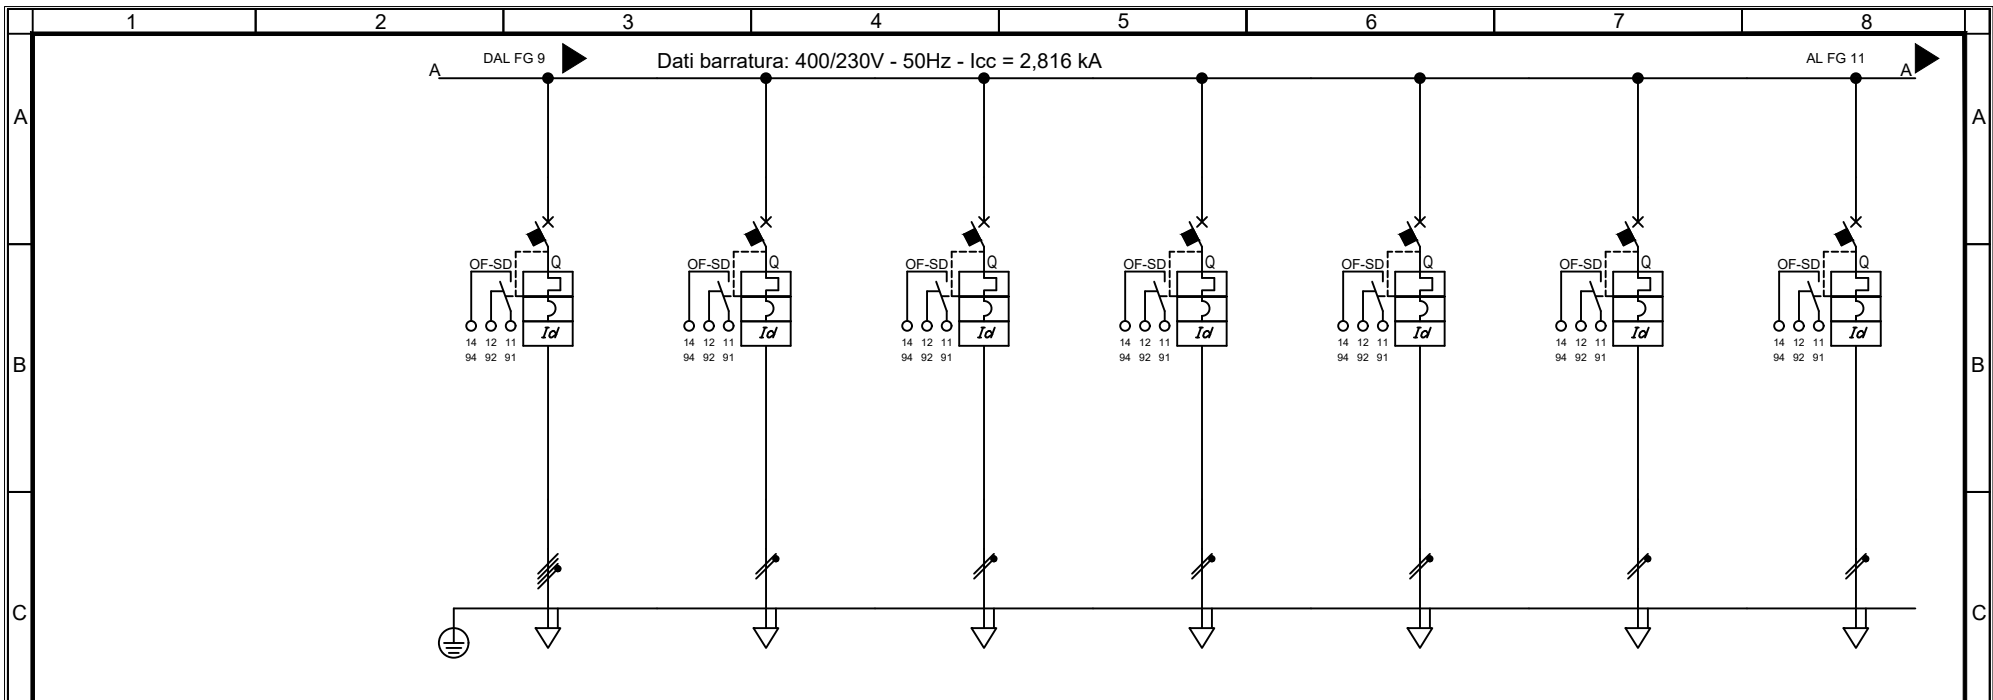 1 2 3 4 5 6 7 8
DAL FG 9 Dati barratura: 400/230V - 50Hz - Icc = 2,816 kA AL FG 11
A A
A A
OF-SD Q OF-SD Q OF-SD Q OF-SD Q OF-SD Q OF-SD Q OF-SD Q
Id Id Id Id Id Id Id
14 12 11 14 12 11 14 12 11 14 12 11 14 12 11 14 12 11 14 12 11
94 92 91 94 92 91 94 92 91 94 92 91 94 92 91 94 92 91 94 92 91
B B
C C